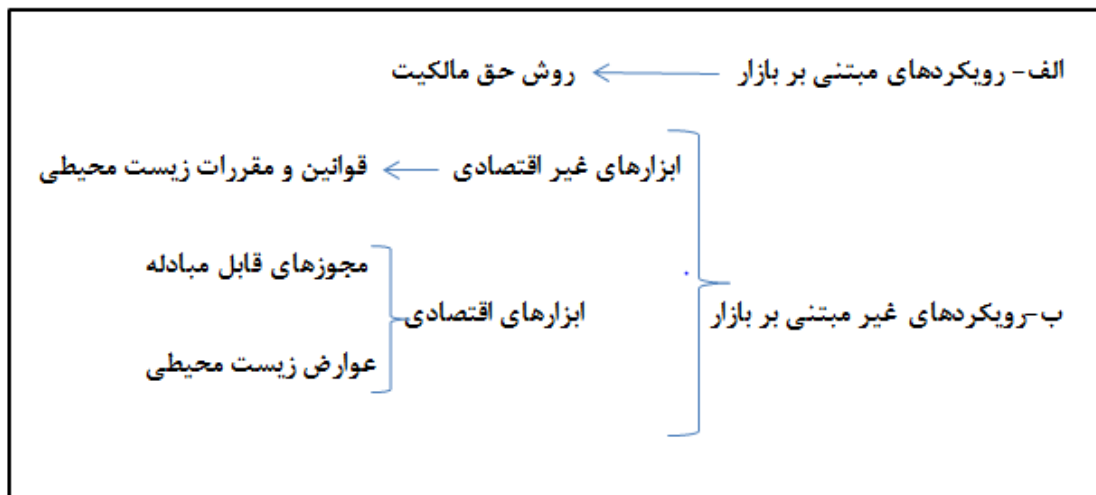 الف- رویکردهای مبتنی بر بازار روش حق مالکیت
ابزارهای غیر اقتصادی قوانین و مقررات زیست محیطی
مجوزهای قابل مبادله
ب-رویکردهای غیر مبتنی بر بازار ابزارهای اقتصادی
عوارض زیست محیطی